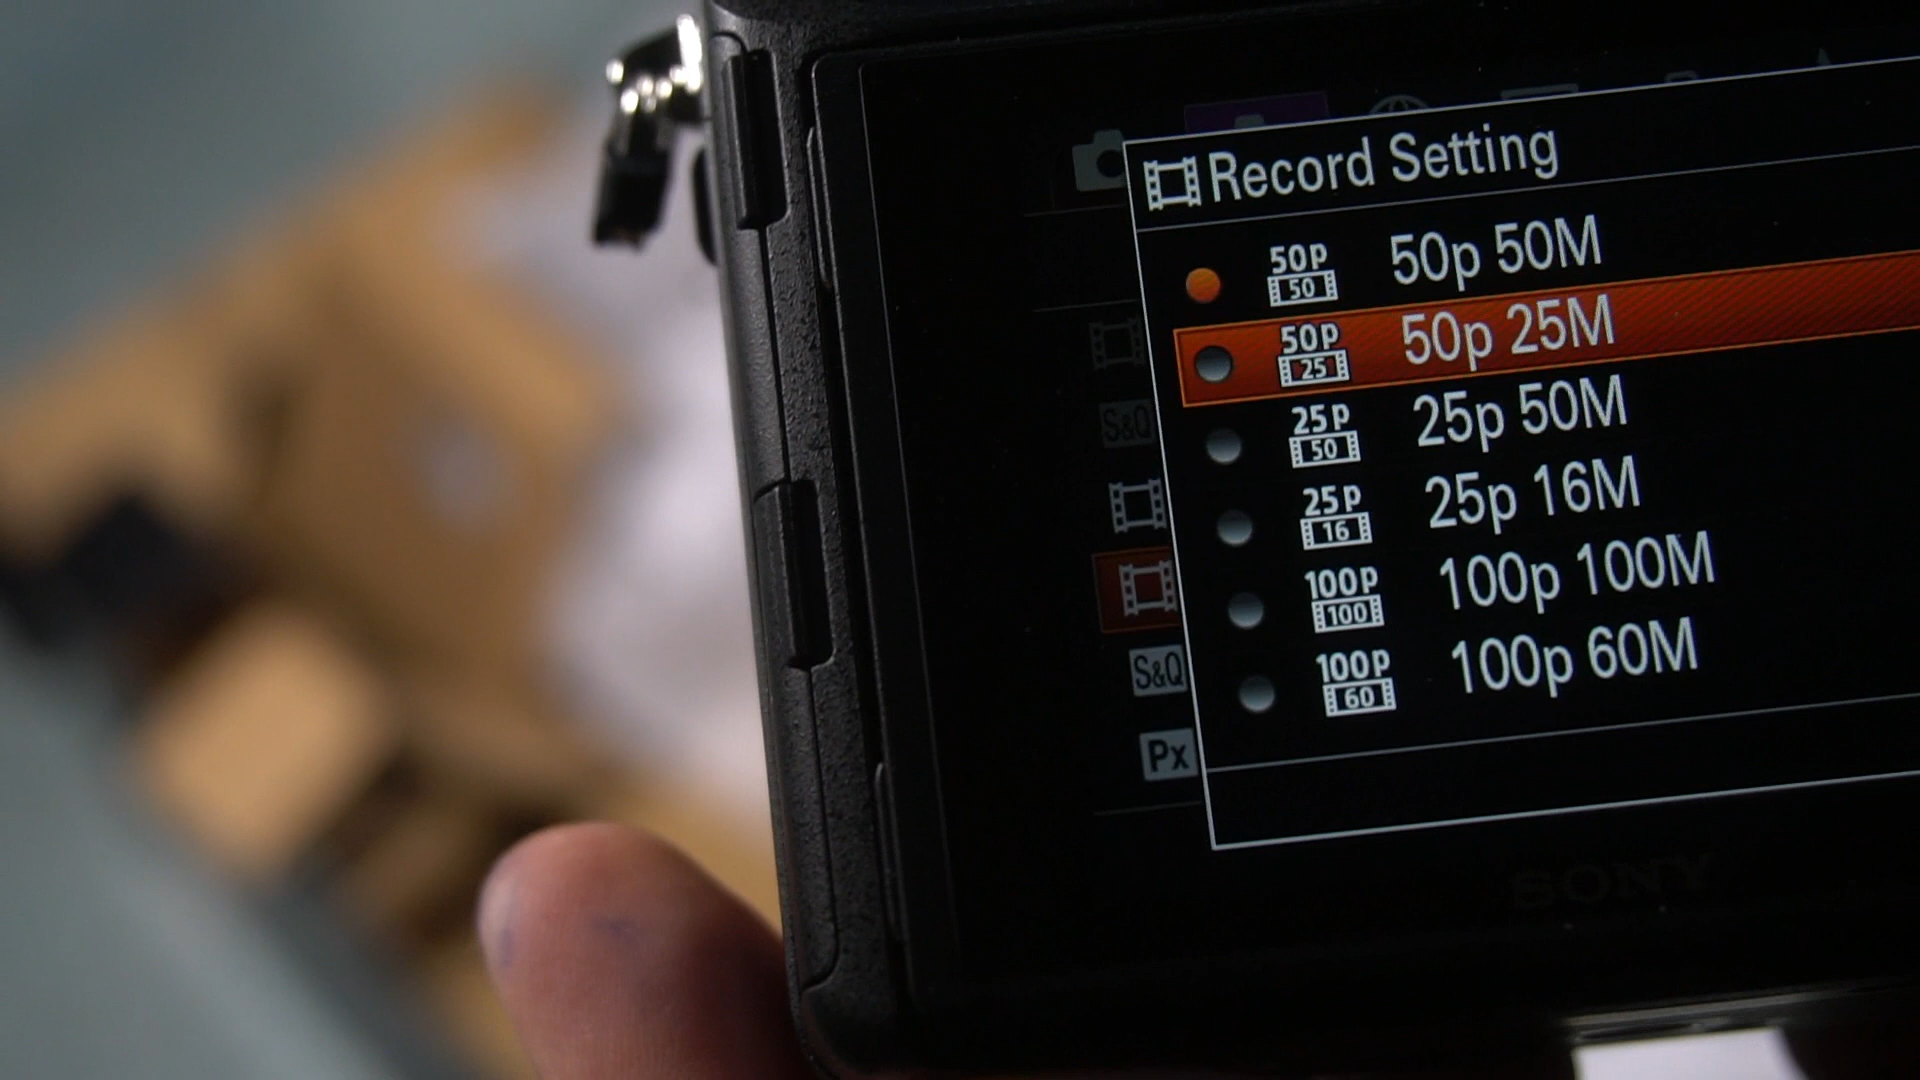 Record Setting
50P 50 50p 50M
50P 25 50p 25M
25P 50 25p 50M
25P 16 25p 16M
100P 100 100p 100M
100P 60 100p 60M
S&Q
S&Q
Px
SONY